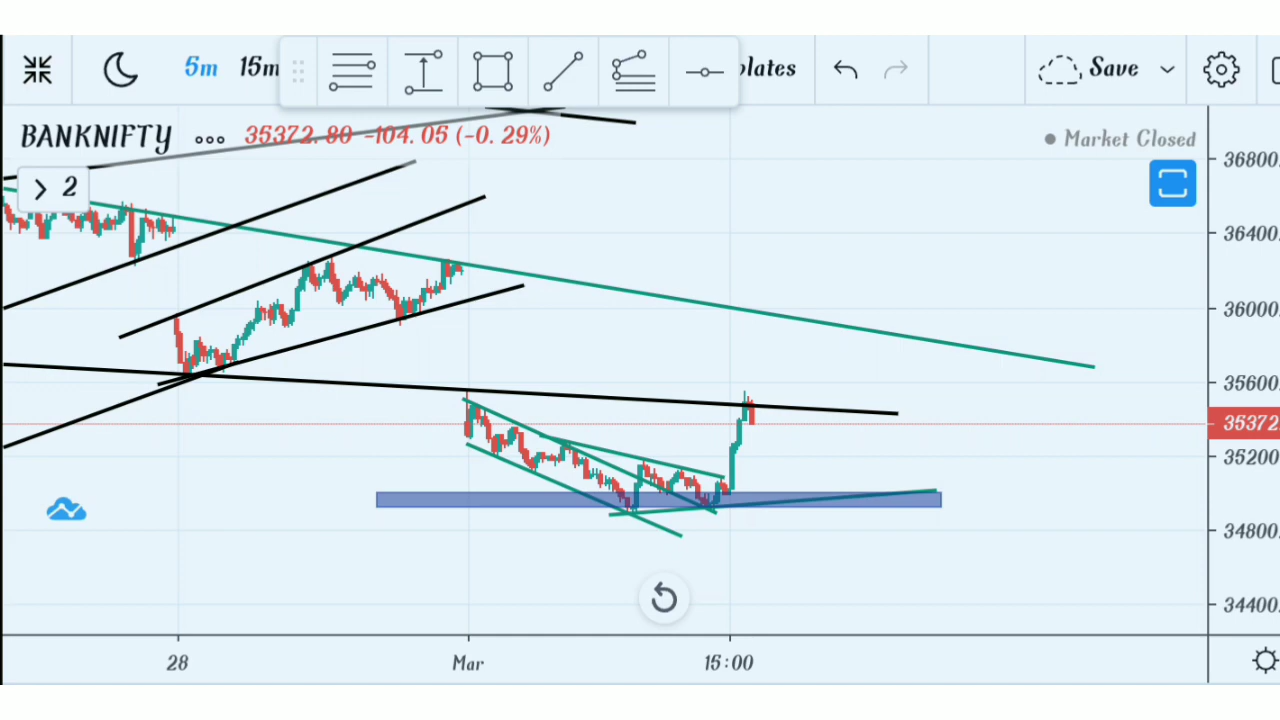 5m 15m plates Save
BANKNIFTY ooo 35372.80 -104.05 (-0.29%)
Market Closed
2
36800
36400
36000
35600
35372
35200
34800
34400
28 Mar 15:00